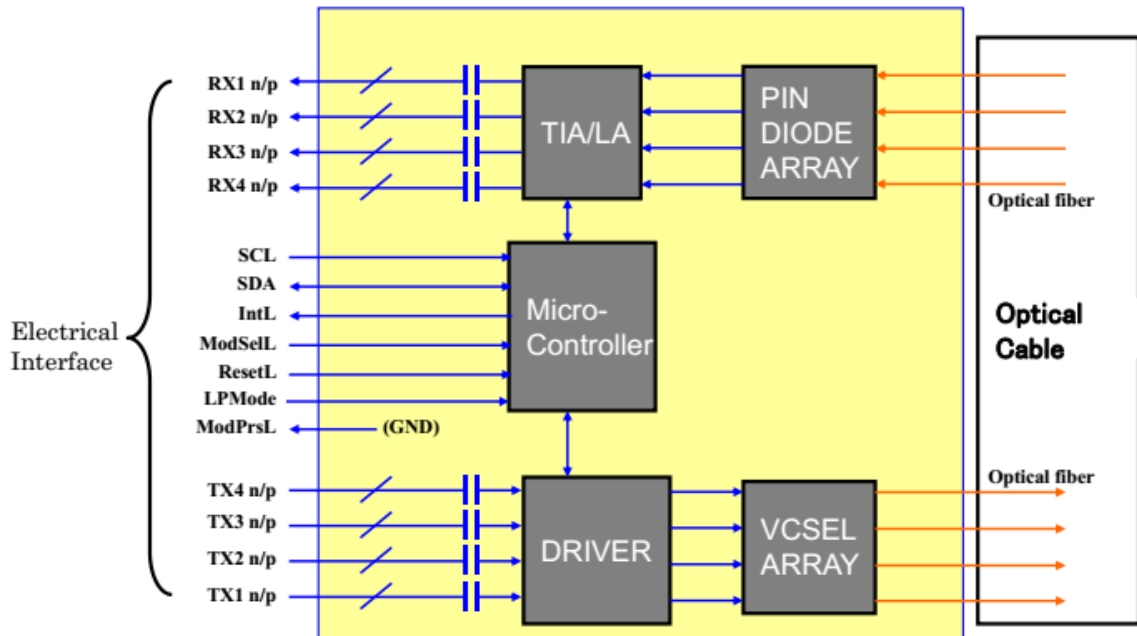 RX1 n/p
RX2 n/p
RX3 n/p
RX4 n/p
TIA/LA
PIN
DIODE
ARRAY
Optical fiber
SCL
SDA
IntL
ModSelL
ResetL
LPMode
ModPrsL
(GND)
Micro-
Controller
Electrical
Interface
Optical
Cable
TX4 n/p
TX3 n/p
TX2 n/p
TX1 n/p
DRIVER
VCSEL
ARRAY
Optical fiber